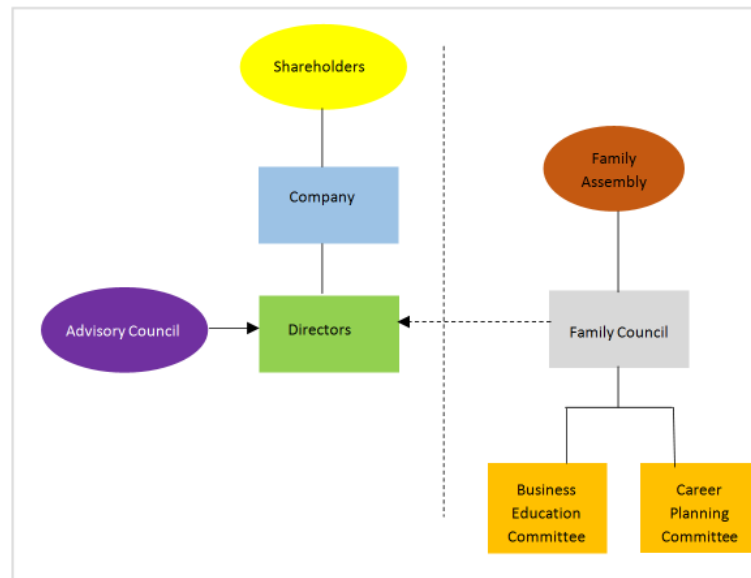 Shareholders
Company
Advisory Council
Directors
Family
Assembly
Family Council
Business
Education
Committee
Career
Planning
Committee